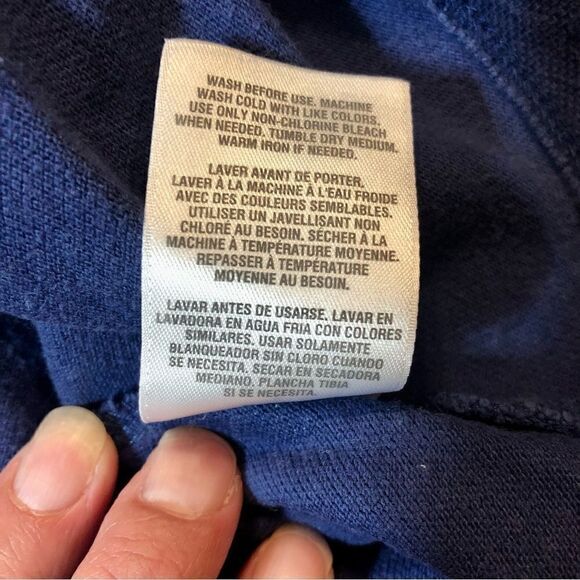 WASH BEFORE USE. MACHINE
WASH COLD WITH LIKE COLORS.
USE ONLY NON-CHLORINE BLEACH
WHEN NEEDED. TUMBLE DRY MEDIUM.
WARM IRON IF NEEDED.
LAVER AVANT DE PORTER.
LAVER À LA MACHINE À L'EAU FROIDE
AVEC DES COULEURS SEMBLABLES.
UTILISER UN JAVELLISANT NON
CHLORÉ AU BESOIN. SÉCHER À LA
MACHINE À TEMPÉRATURE MOYENNE.
REPASSER À TEMPÉRATURE
MOYENNE AU BESOIN.
LAVAR ANTES DE USARSE. LAVAR EN
LAVADORA EN AGUA FRIA CON COLORES
SIMILARES. USAR SOLAMENTE
BLANQUEADOR SIN CLORO CUANDO
SE NECESITA. SECAR EN SECADORA
MEDIANO. PLANCHA TIBIA
SI SE NECESITA.